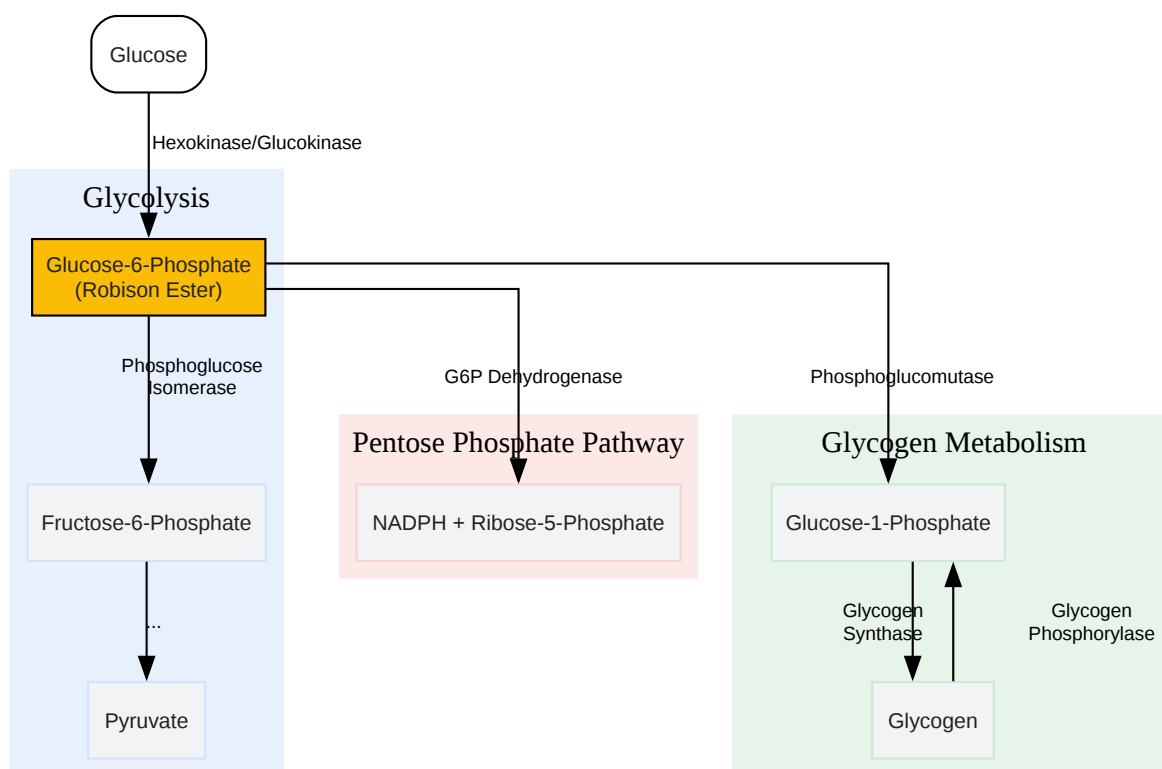 Glucose
Hexokinase/Glucokinase
Glycolysis
Glucose-6-Phosphate
(Robison Ester)
Phosphoglucose
Isomerase
G6P Dehydrogenase
Phosphoglucomutase
Pentose Phosphate Pathway
Glycogen Metabolism
Fructose-6-Phosphate
NADPH + Ribose-5-Phosphate
Glucose-1-Phosphate
...
Glycogen
Synthase
Glycogen
Phosphorylase
Pyruvate
Glycogen